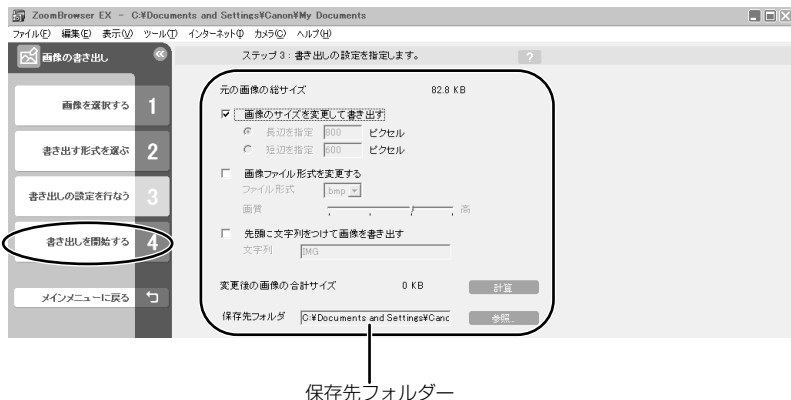 ZoomBrowser EX - C:¥Documents and Settings¥Canon¥My Documents
ファイル(F) 編集(E) 表示(V) ツール(T) インターネット(I) カメラ(C) ヘルプ(H)
画像の書き出し
ステップ3：書き出しの設定を指定します。 ?
画像を選択する 1
書き出す形式を選ぶ 2
書き出しの設定を行なう 3
書き出しを開始する 4
メインメニューに戻る
元の画像の総サイズ 82.8 KB
画像のサイズを変更して書き出す
長辺を指定 800 ピクセル
短辺を指定 600 ピクセル
画像ファイル形式を変更する
ファイル形式 bmp
画質 高
先頭に文字列をつけて画像を書き出す
文字列 IMG
変更後の画像の合計サイズ 0 KB 計算
保存先フォルダ C:¥Documents and Settings¥Canc 参照...
保存先フォルダー